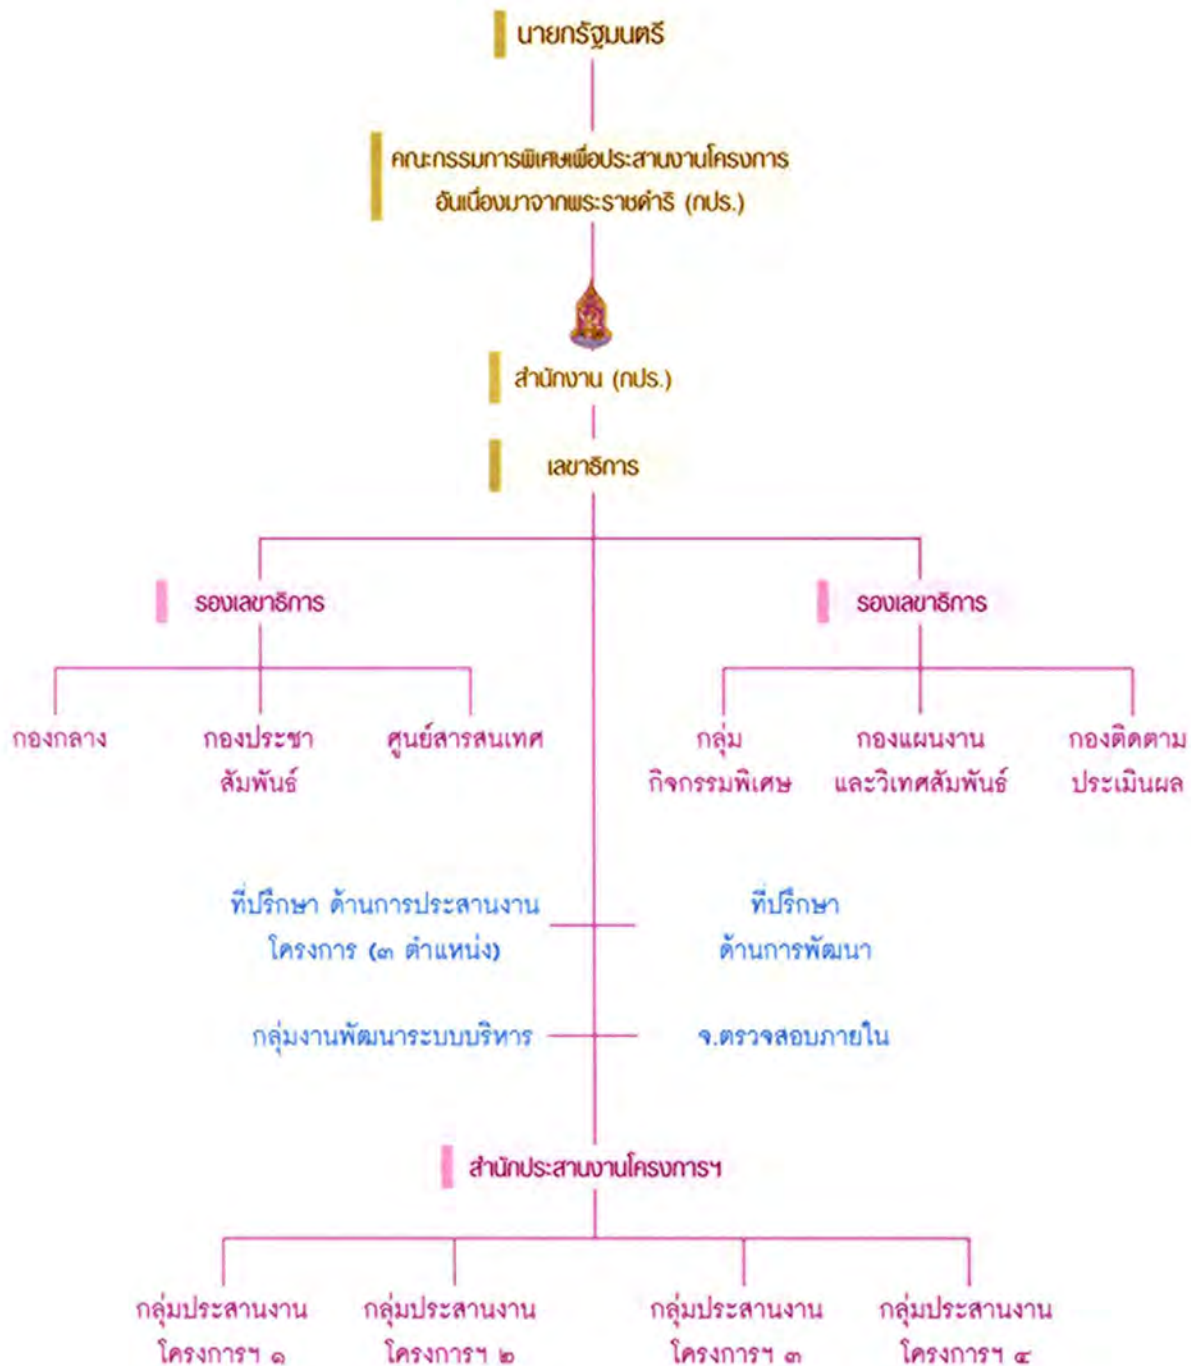 นายกรัฐมนตรี
คณะกรรมการพิเศษเพื่อประสานงานโครงการ
อันเนื่องมาจากพระราชดำริ (กปร.)
สำนักงาน (กปร.)
เลขาธิการ
รองเลขาธิการ
รองเลขาธิการ
กองกลาง
กองประชา
สัมพันธ์
ศูนย์สารสนเทศ
กลุ่ม
กิจกรรมพิเศษ
กองแผนงาน
และวิเทศสัมพันธ์
กองติดตาม
ประเมินผล
ที่ปรึกษา ด้านการประสานงาน
โครงการ (๓ ตำแหน่ง)
ที่ปรึกษา
ด้านการพัฒนา
กลุ่มงานพัฒนาระบบบริหาร
จ.ตรวจสอบภายใน
สำนักประสานงานโครงการฯ
กลุ่มประสานงาน
โครงการฯ ๑
กลุ่มประสานงาน
โครงการฯ ๒
กลุ่มประสานงาน
โครงการฯ ๓
กลุ่มประสานงาน
โครงการฯ ๔